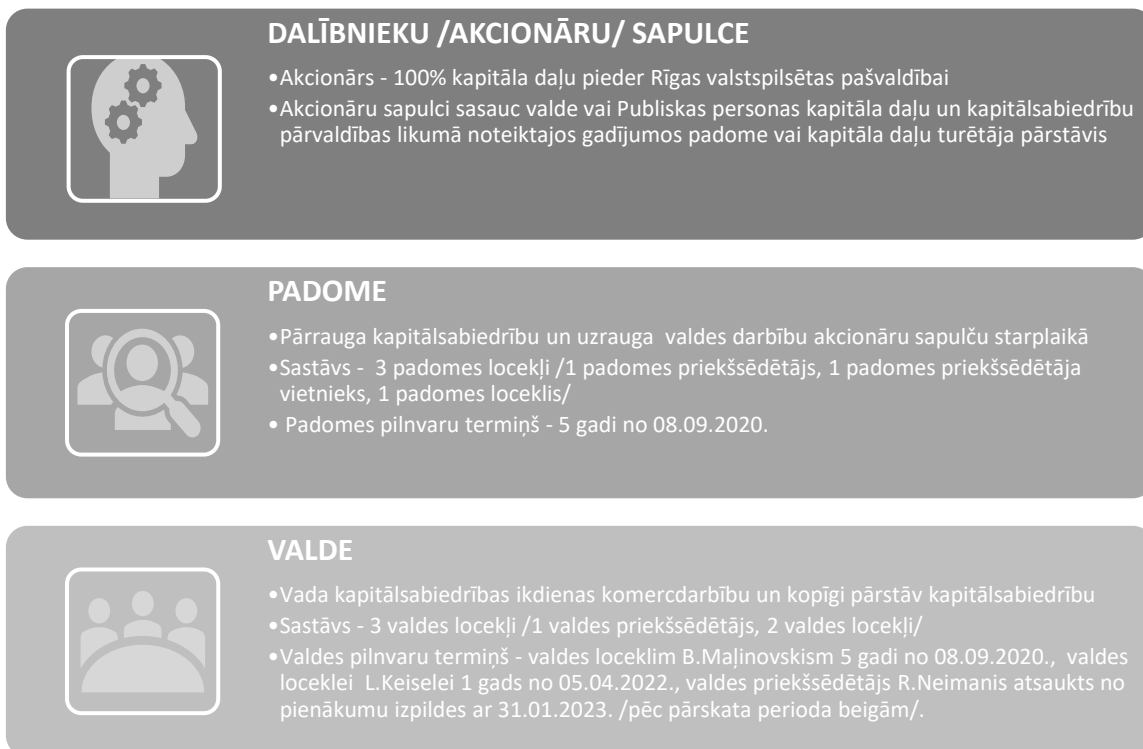 DALĪBNIEKU /AKCIONĀRU/ SAPULCE
•Akcionārs - 100% kapitāla daļu pieder Rīgas valstspilsētas pašvaldībai
•Akcionāru sapulci sasauc valde vai Publiskas personas kapitāla daļu un kapitālsabiedrību
pārvaldības likumā noteiktajos gadījumos padome vai kapitāla daļu turētāja pārstāvis
PADOME
•Pārrauga kapitālsabiedrību un uzrauga valdes darbību akcionāru sapulču starplaikā
•Sastāvs - 3 padomes locekļi /1 padomes priekšsēdētājs, 1 padomes priekšsēdētāja
vietnieks, 1 padomes loceklis/
• Padomes pilnvaru termiņš - 5 gadi no 08.09.2020.
VALDE
•Vada kapitālsabiedrības ikdienas komercdarbību un kopīgi pārstāv kapitālsabiedrību
•Sastāvs - 3 valdes locekļi /1 valdes priekšsēdētājs, 2 valdes locekļi/
•Valdes pilnvaru termiņš - valdes loceklim B.Maļinovskism 5 gadi no 08.09.2020., valdes
loceklei L.Keiselei 1 gads no 05.04.2022., valdes priekšsēdētājs R.Neimanis atsaukts no
pienākumu izpildes ar 31.01.2023. /pēc pārskata perioda beigām/.